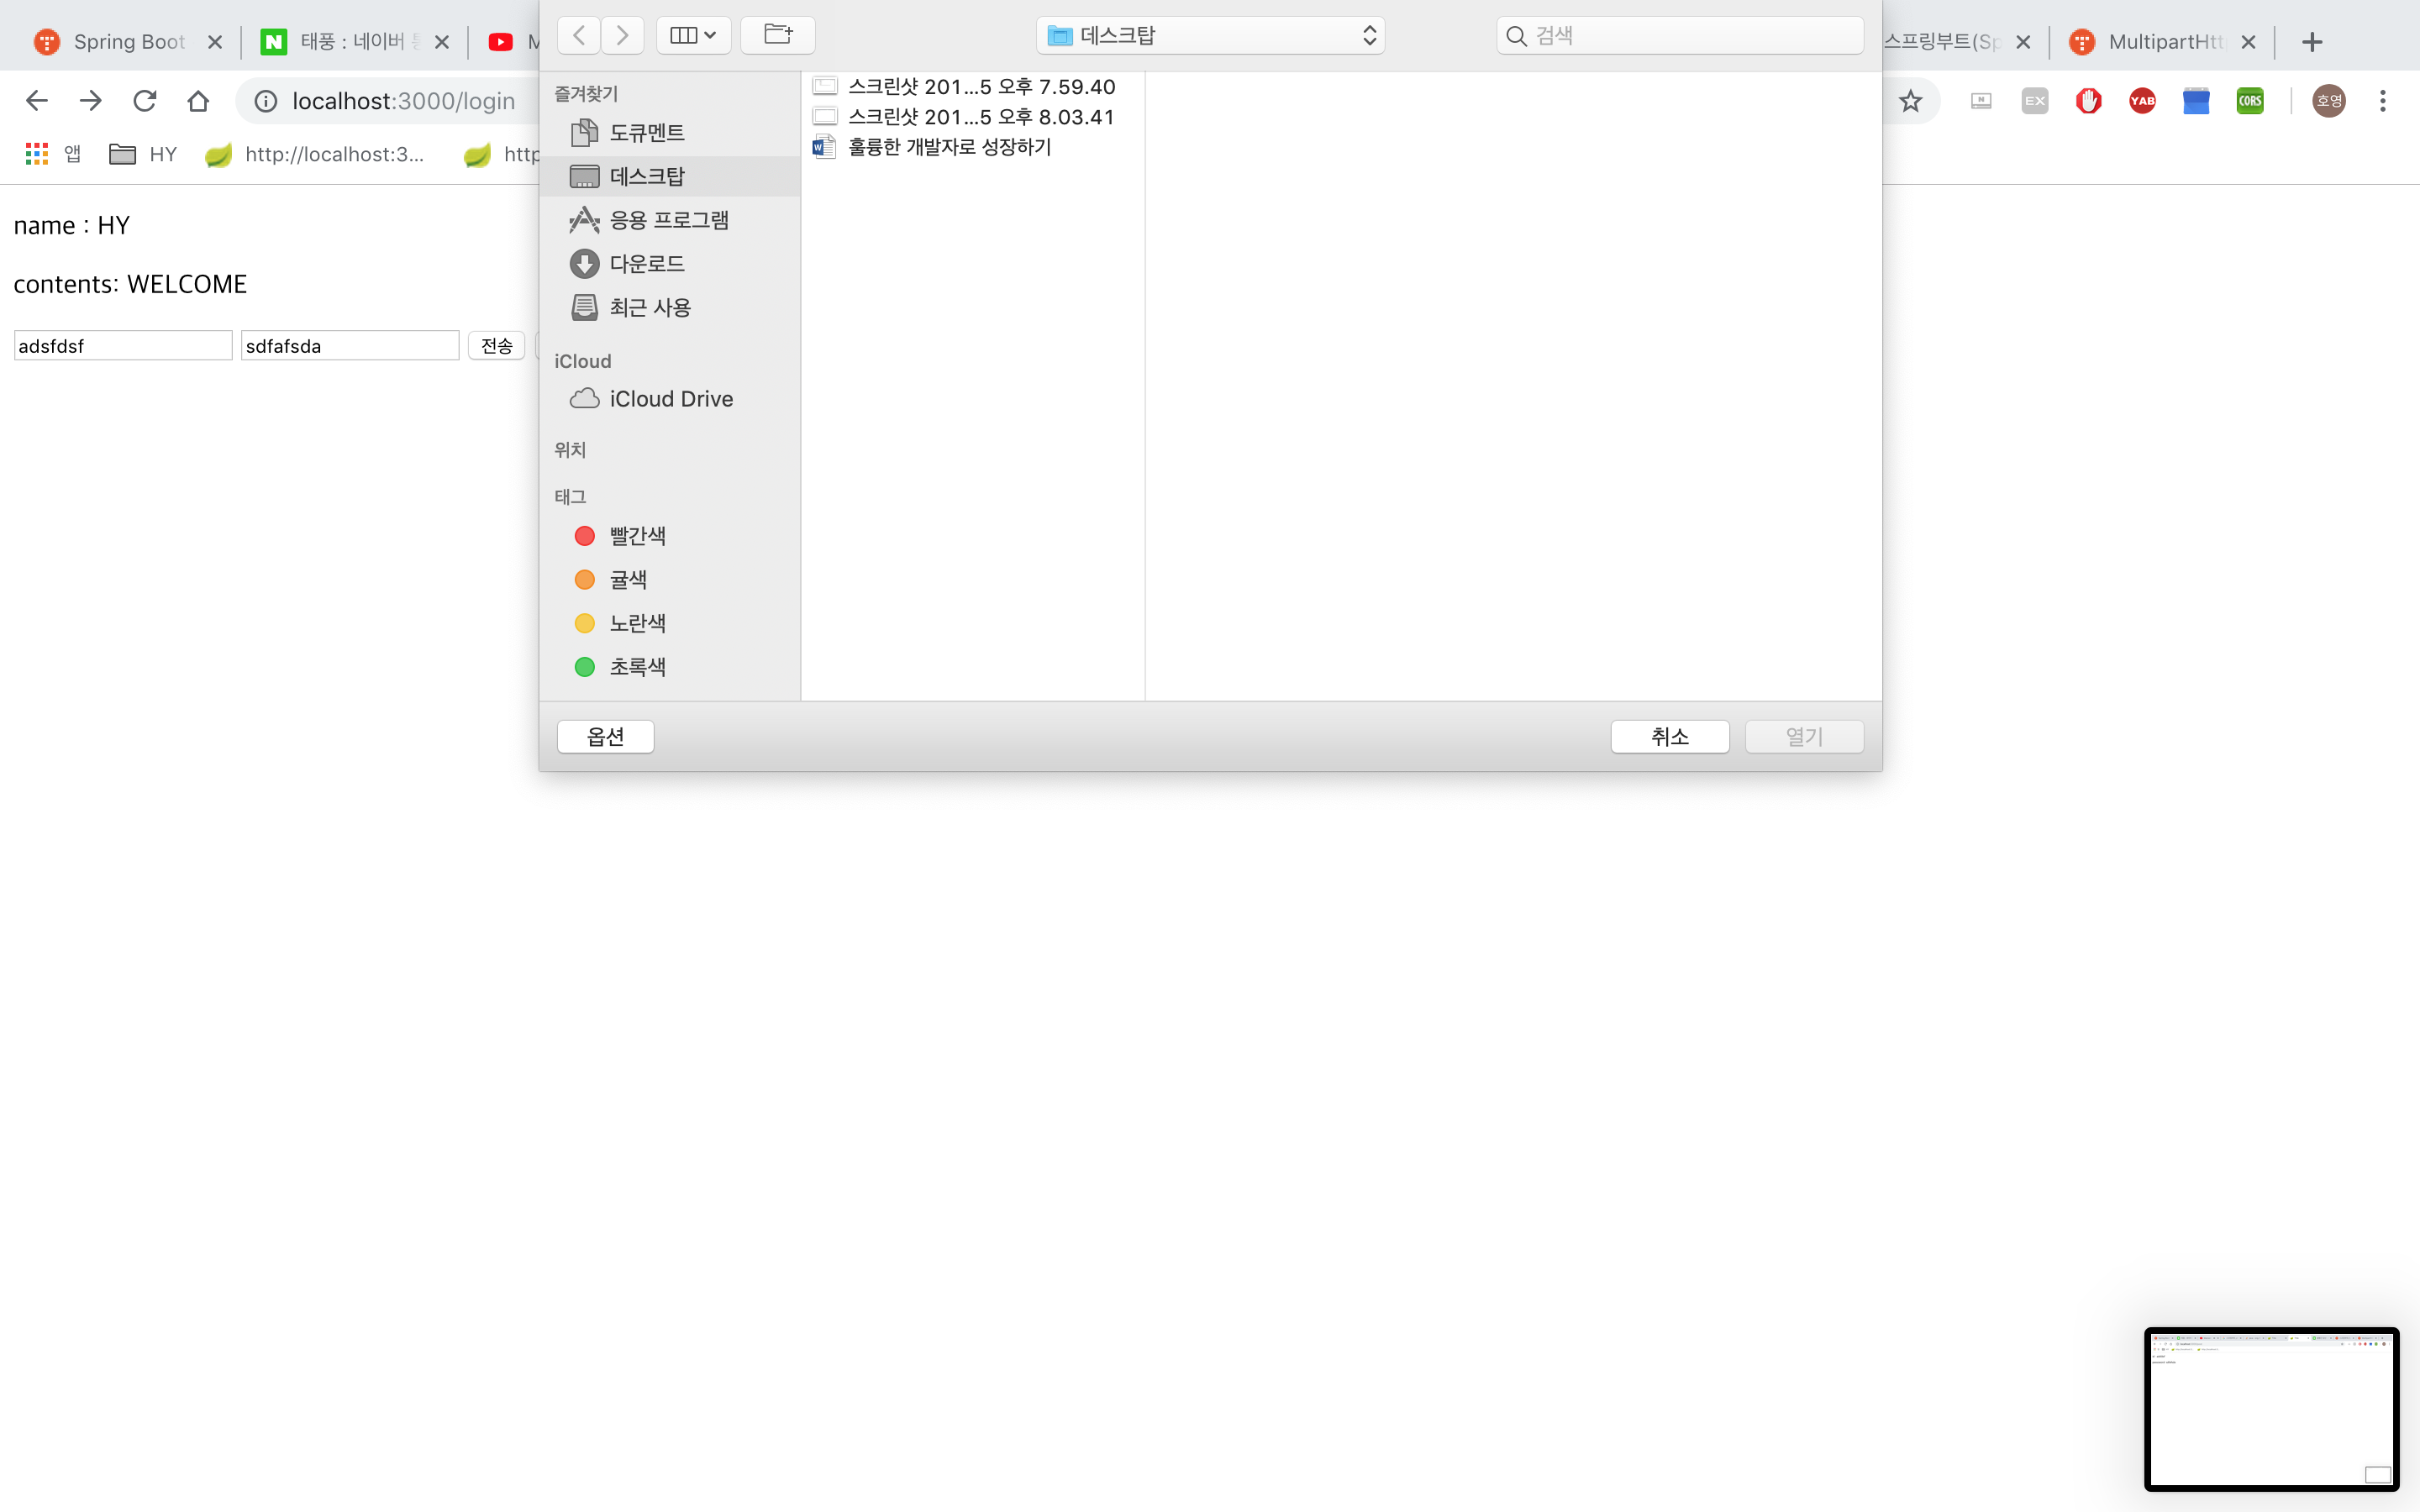 Spring Boot
태풍 : 네이버
데스크탑
검색
스프링부트(Sp
MultipartHtt
localhost:3000/login
EX
YAB
CORS
호영
앱
HY
http://localhost:3...
http
name : HY
contents: WELCOME
adsfdsf
sdfafsda
전송
즐겨찾기
도큐멘트
데스크탑
응용 프로그램
다운로드
최근 사용
iCloud
iCloud Drive
위치
태그
빨간색
귤색
노란색
초록색
스크린샷 201...5 오후 7.59.40
스크린샷 201...5 오후 8.03.41
훌륭한 개발자로 성장하기
옵션
취소
열기